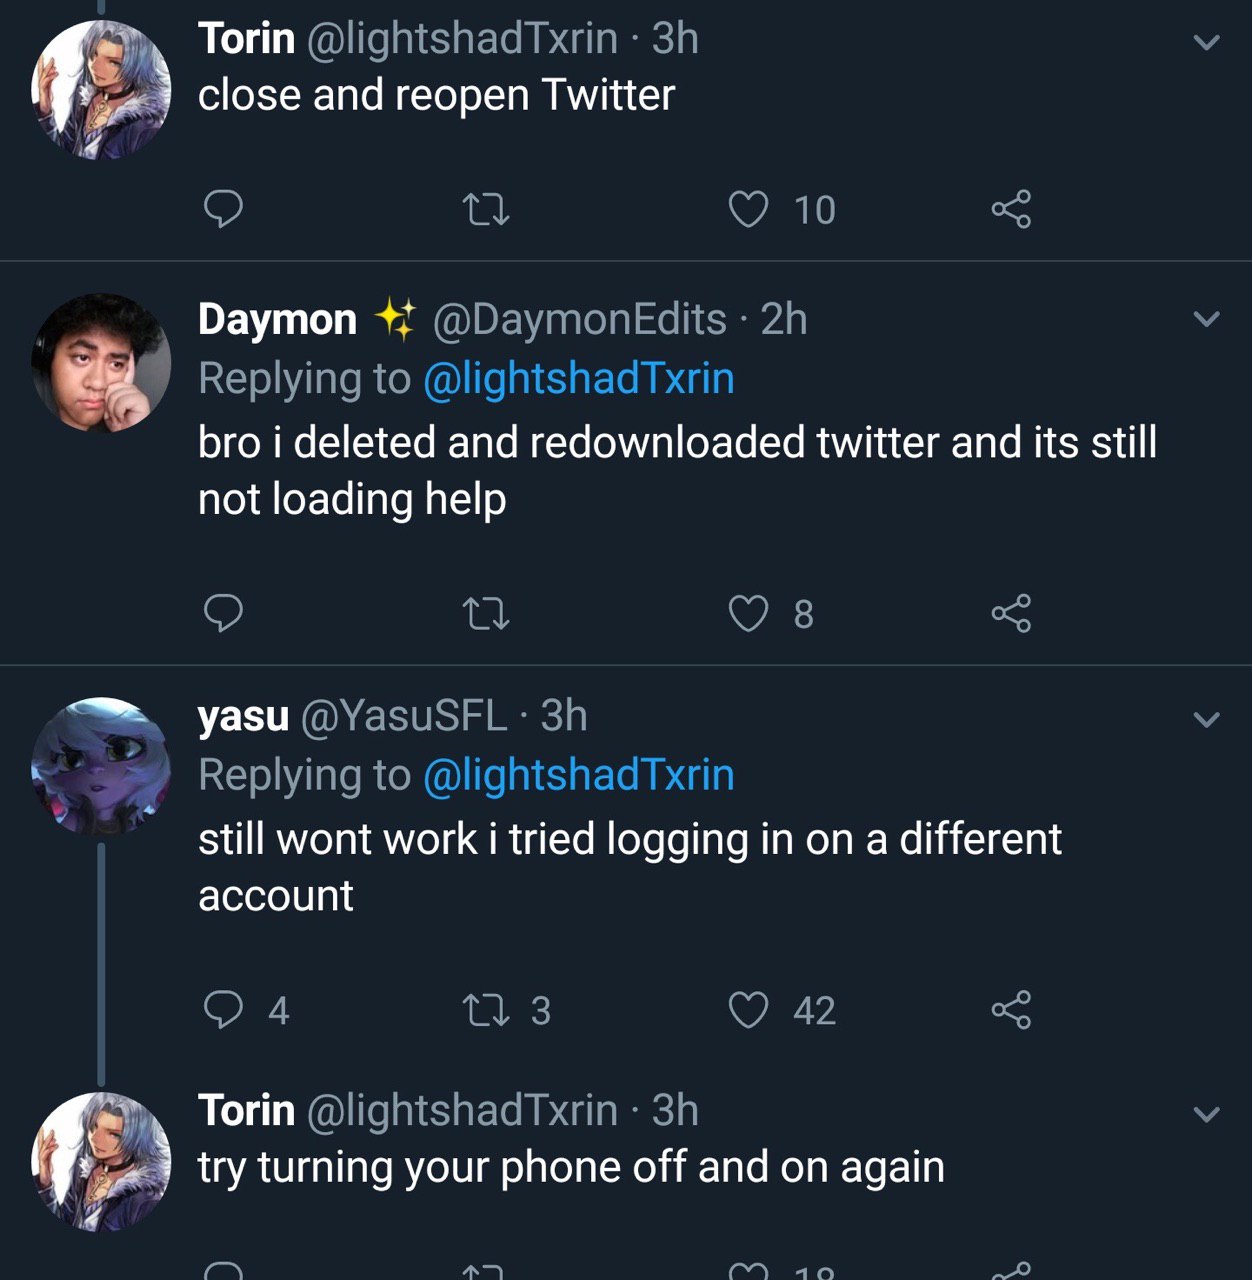 Torin @lightshadTxrin · 3h
close and reopen Twitter
10
Daymon ✨ @DaymonEdits · 2h
Replying to @lightshadTxrin
bro i deleted and redownloaded twitter and its still
not loading help
8
yasu @YasuSFL · 3h
Replying to @lightshadTxrin
still wont work i tried logging in on a different
account
4 3 42
Torin @lightshadTxrin · 3h
try turning your phone off and on again